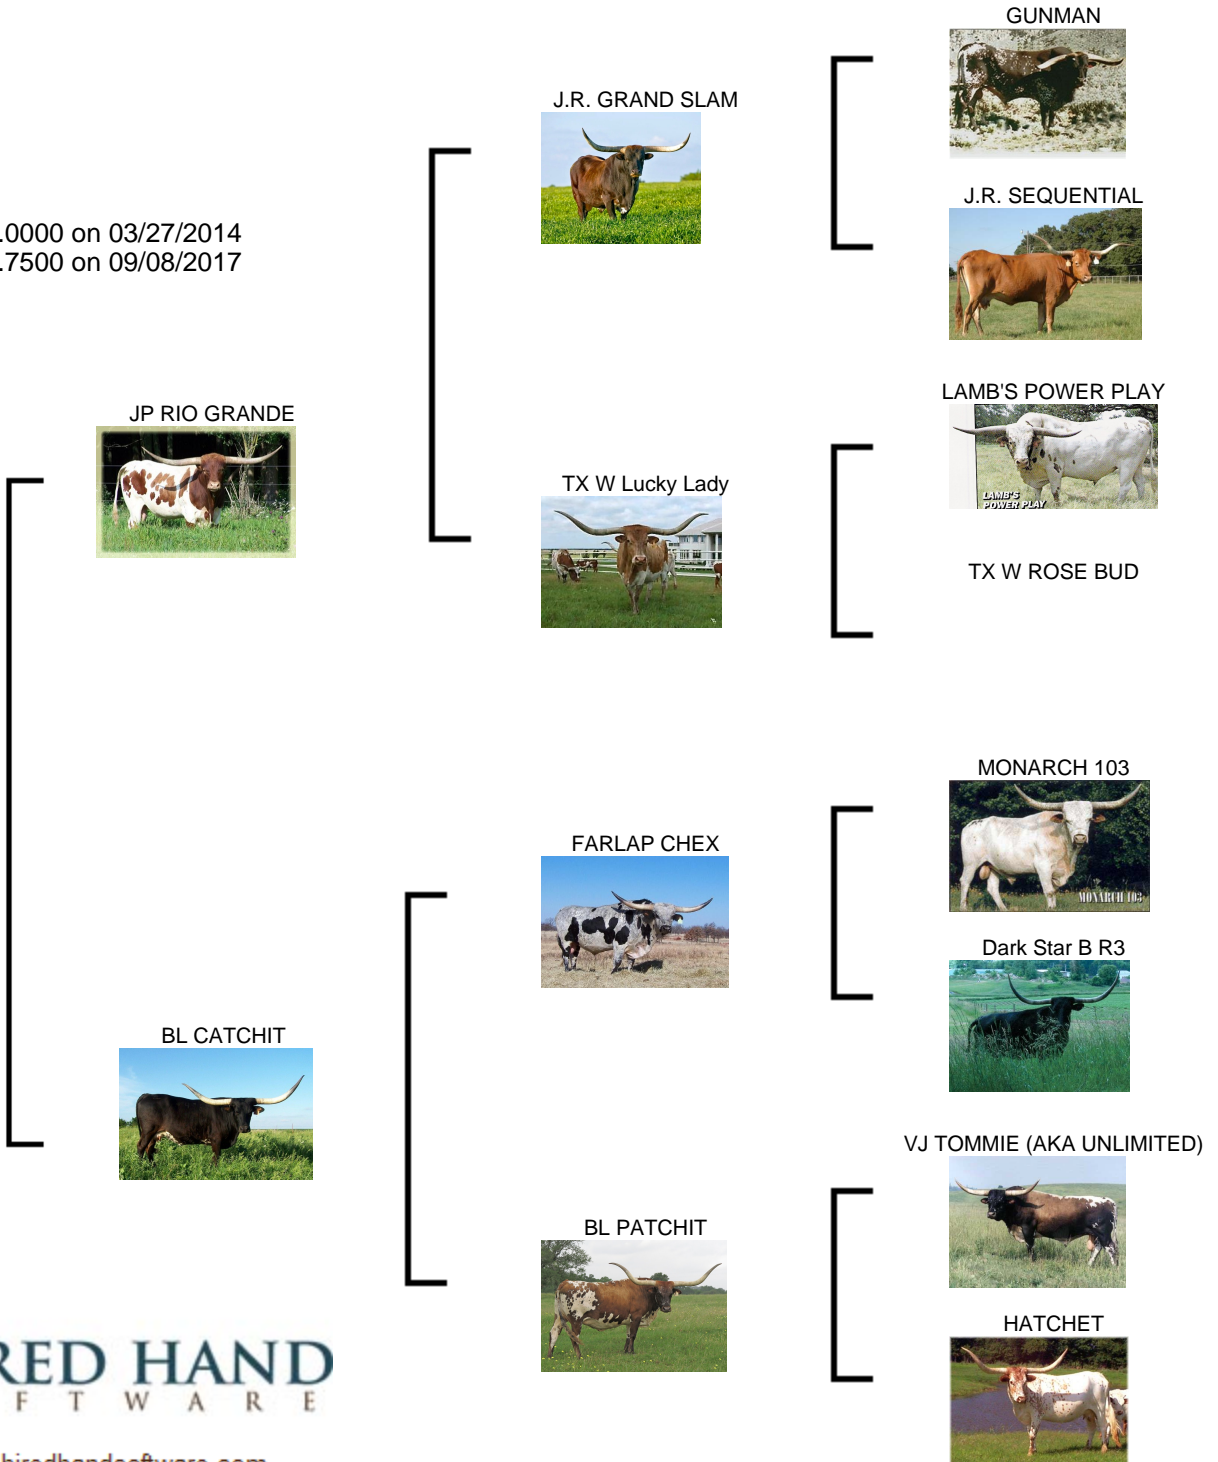 GUNMAN
J.R. GRAND SLAM
J.R. SEQUENTIAL
.0000 on 03/27/2014
.7500 on 09/08/2017
LAMB'S POWER PLAY
JP RIO GRANDE
TX W Lucky Lady
LAMB'S
POWER PLAY
TX W ROSE BUD
MONARCH 103
FARLAP CHEX
MONARCH 103
Dark Star B R3
BL CATCHIT
VJ TOMMIE (AKA UNLIMITED)
BL PATCHIT
HATCHET
RED HAND
F T W A R E
hiredhandsoftware.com